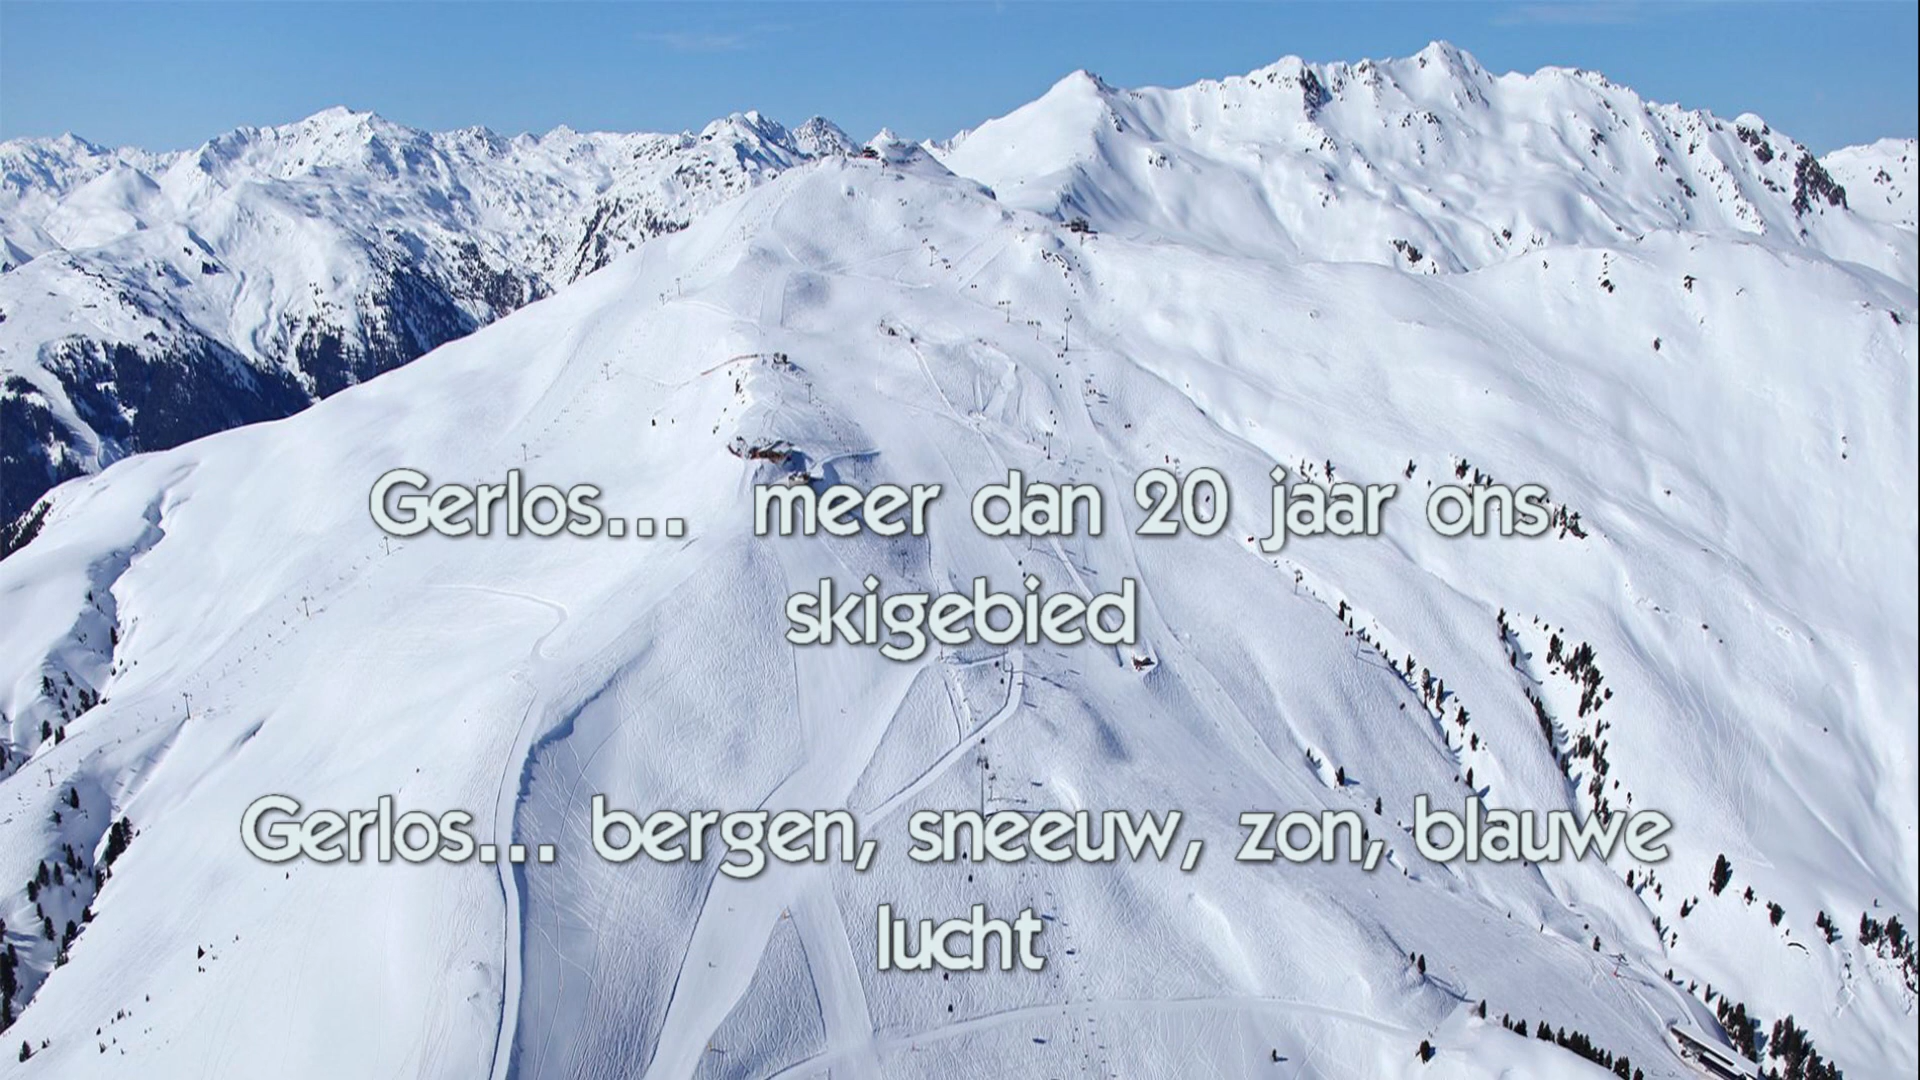 Gerlos... meer dan 20 jaar ons
skigebied
Gerlos... bergen, sneeuw, zon, blauwe
lucht